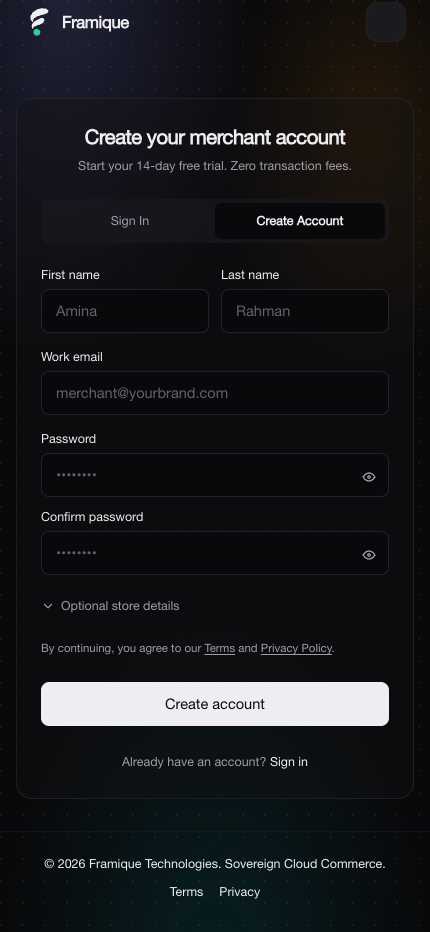 Framique
Create your merchant account
Start your 14-day free trial. Zero transaction fees.
Sign In
Create Account
First name
Last name
Amina
Rahman
Work email
merchant@yourbrand.com
Password
••••••••
Confirm password
••••••••
Optional store details
By continuing, you agree to our Terms and Privacy Policy.
Create account
Already have an account? Sign in
© 2026 Framique Technologies. Sovereign Cloud Commerce.
Terms
Privacy